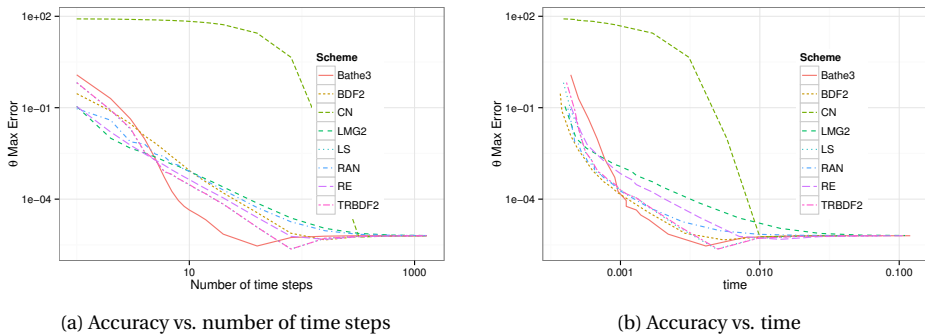 1e+02
1e−01
1e−04
θ Max Error
10
1000
Number of time steps
Scheme
Bathe3
BDF2
CN
LMG2
LS
RAN
RE
TRBDF2
(a) Accuracy vs. number of time steps
1e+02
1e−01
1e−04
θ Max Error
0.001
0.010
0.100
time
Scheme
Bathe3
BDF2
CN
LMG2
LS
RAN
RE
TRBDF2
(b) Accuracy vs. time